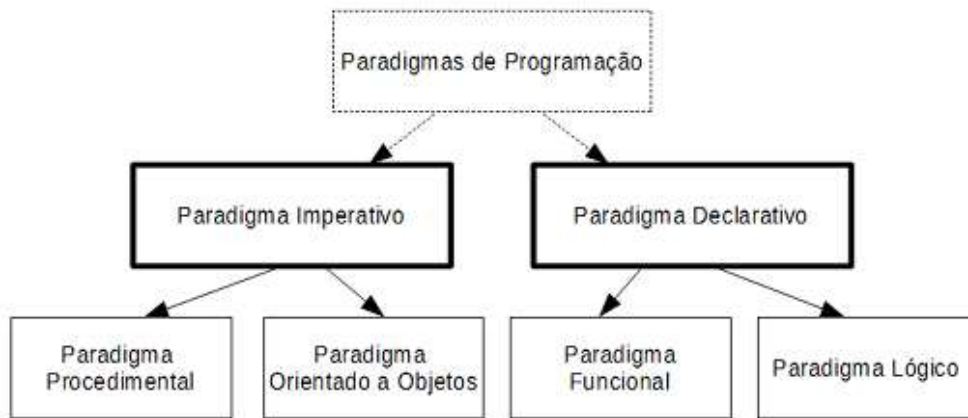 Paradigmas de Programação
Paradigma Imperativo
Paradigma Declarativo
Paradigma
Procedimental
Paradigma
Orientado a Objetos
Paradigma
Funcional
Paradigma Lógico